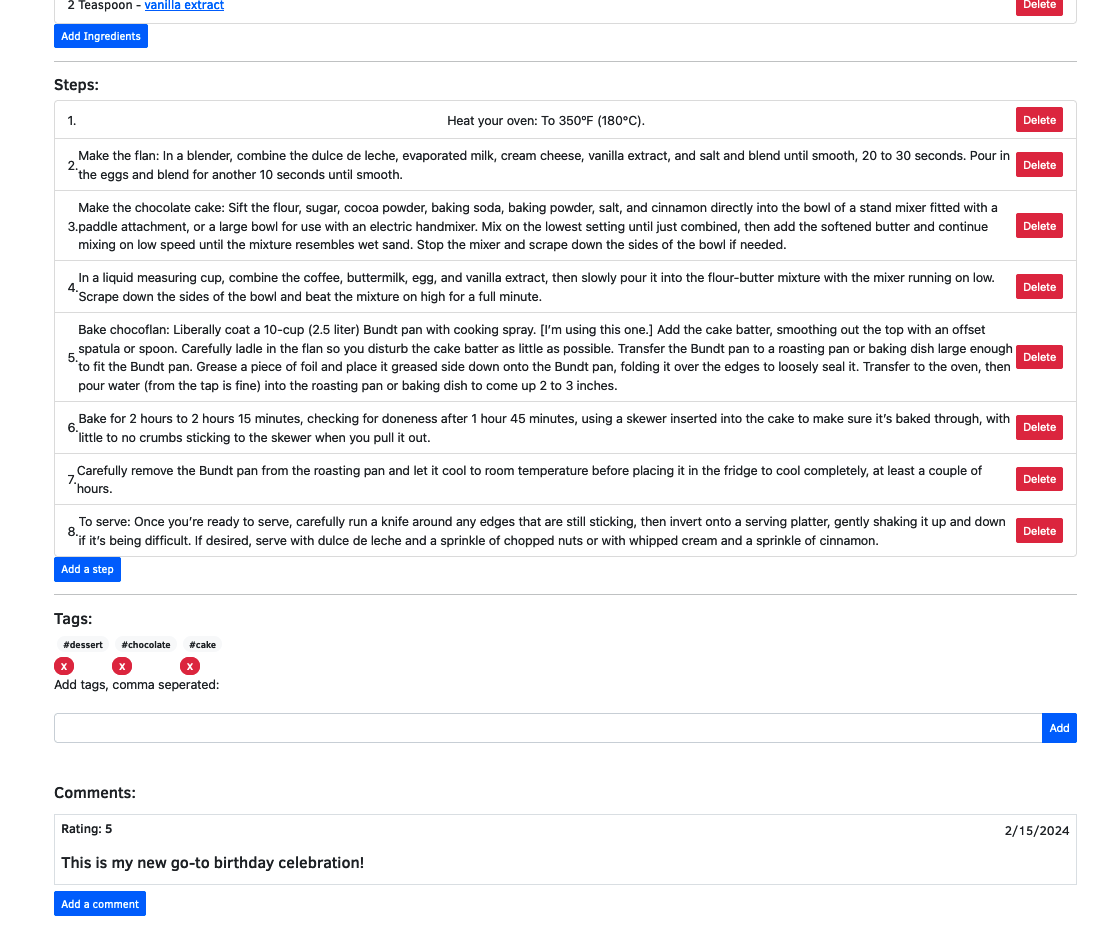 2 Teaspoon - vanilla extract Delete
Add Ingredients
Steps:
1. Heat your oven: To 350°F (180°C). Delete
2. Make the flan: In a blender, combine the dulce de leche, evaporated milk, cream cheese, vanilla extract, and salt and blend until smooth, 20 to 30 seconds. Pour in
the eggs and blend for another 10 seconds until smooth. Delete
3. Make the chocolate cake: Sift the flour, sugar, cocoa powder, baking soda, baking powder, salt, and cinnamon directly into the bowl of a stand mixer fitted with a
paddle attachment, or a large bowl for use with an electric handmixer. Mix on the lowest setting until just combined, then add the softened butter and continue
mixing on low speed until the mixture resembles wet sand. Stop the mixer and scrape down the sides of the bowl if needed. Delete
4. In a liquid measuring cup, combine the coffee, buttermilk, egg, and vanilla extract, then slowly pour it into the flour-butter mixture with the mixer running on low.
Scrape down the sides of the bowl and beat the mixture on high for a full minute. Delete
5. Bake chocoflan: Liberally coat a 10-cup (2.5 liter) Bundt pan with cooking spray. [I’m using this one.] Add the cake batter, smoothing out the top with an offset
spatula or spoon. Carefully ladle in the flan so you disturb the cake batter as little as possible. Transfer the Bundt pan to a roasting pan or baking dish large enough
to fit the Bundt pan. Grease a piece of foil and place it greased side down onto the Bundt pan, folding it over the edges to loosely seal it. Transfer to the oven, then
pour water (from the tap is fine) into the roasting pan or baking dish to come up 2 to 3 inches. Delete
6. Bake for 2 hours to 2 hours 15 minutes, checking for doneness after 1 hour 45 minutes, using a skewer inserted into the cake to make sure it’s baked through, with
little to no crumbs sticking to the skewer when you pull it out. Delete
7. Carefully remove the Bundt pan from the roasting pan and let it cool to room temperature before placing it in the fridge to cool completely, at least a couple of
hours. Delete
8. To serve: Once you’re ready to serve, carefully run a knife around any edges that are still sticking, then invert onto a serving platter, gently shaking it up and down
if it’s being difficult. If desired, serve with dulce de leche and a sprinkle of chopped nuts or with whipped cream and a sprinkle of cinnamon. Delete
Add a step
Tags:
#dessert #chocolate #cake
x x x
Add tags, comma seperated:
Add
Comments:
Rating: 5 2/15/2024
This is my new go-to birthday celebration!
Add a comment